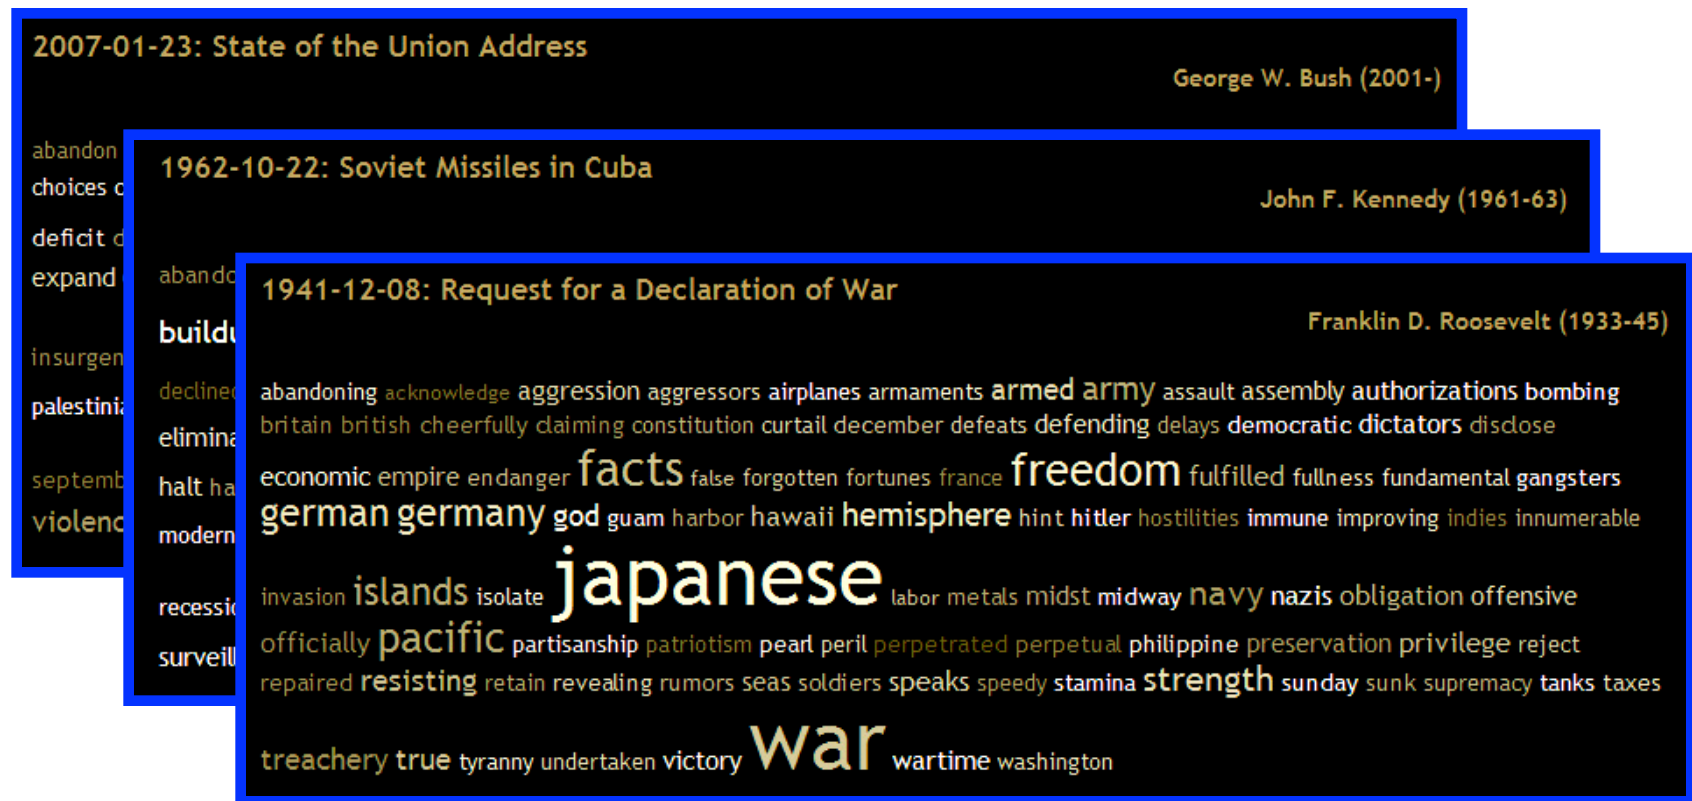 2007-01-23: State of the Union Address
George W. Bush (2001-)
abandon
choices
deficit
expand
palestini
septemb
violenc
1962-10-22: Soviet Missiles in Cuba
John F. Kennedy (1961-63)
abando
build
declined
elimina
halt ha
modern
recessio
surveill
1941-12-08: Request for a Declaration of War
Franklin D. Roosevelt (1933-45)
abandoning acknowledge aggression aggressors airplanes armaments armed army assault assembly authorizations bombing
britain british cheerfully claiming constitution curtail december defeats defending delays democratic dictators disclose
economic empire endanger facts false forgotten fortunes france freedom fulfilled fullness fundamental gangsters
german germany god guam harbor hawaii hemisphere hint hitler hostilities immune improving indies innumerable
invasion islands isolate japanese labor metals midst midway navy nazis obligation offensive
officially pacific partisanship patriotism pearl peril perpetrated perpetual philippine preservation privilege reject
repaired resisting retain revealing rumors seas soldiers speaks speedy stamina strength sunday sunk supremacy tanks taxes
treachery true tyranny undertaken victory war wartime washington